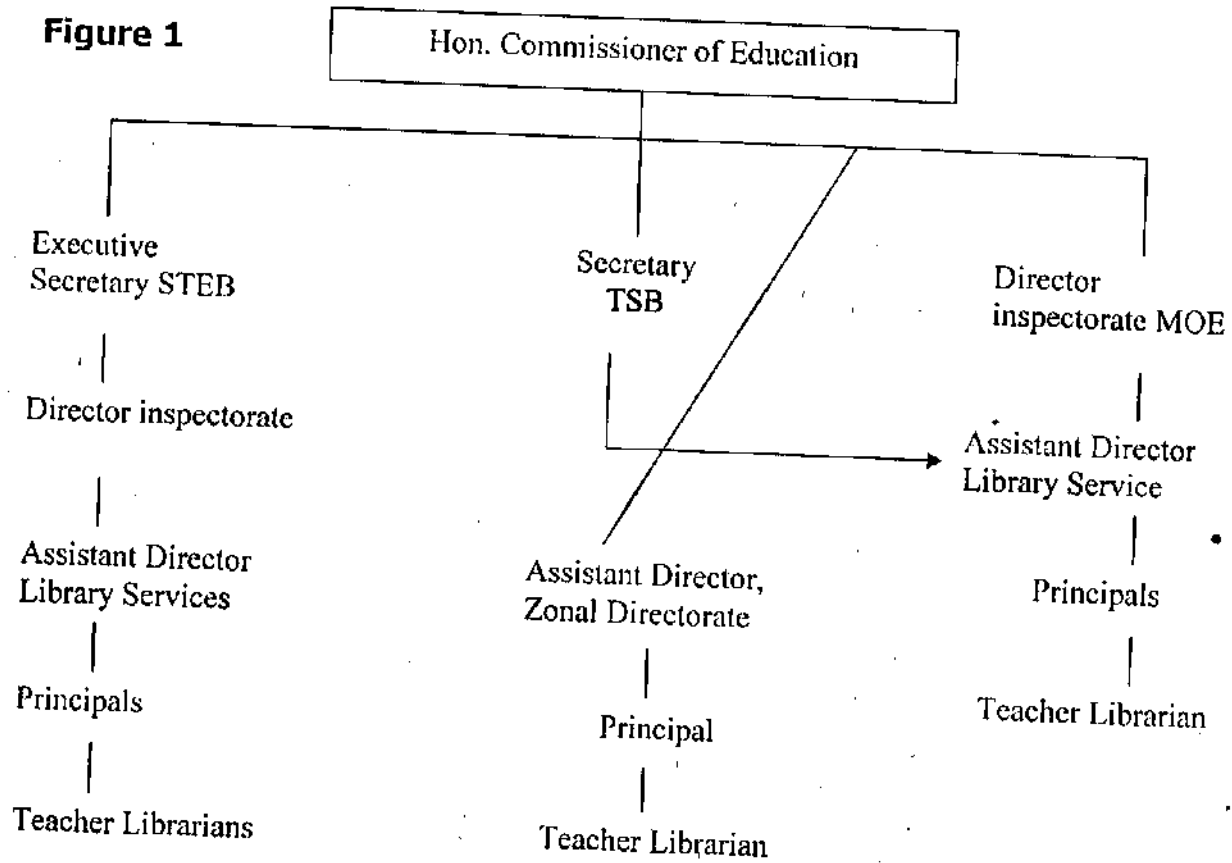 Figure 1
Hon. Commissioner of Education
Executive
Secretary STEB
Secretary
TSB
Director
inspectorate MOE
Director inspectorate
Assistant Director
Library Service
Assistant Director
Library Services
Assistant Director,
Zonal Directorate
Principals
Principals
Principal
Teacher Librarian
Teacher Librarians
Teacher Librarian